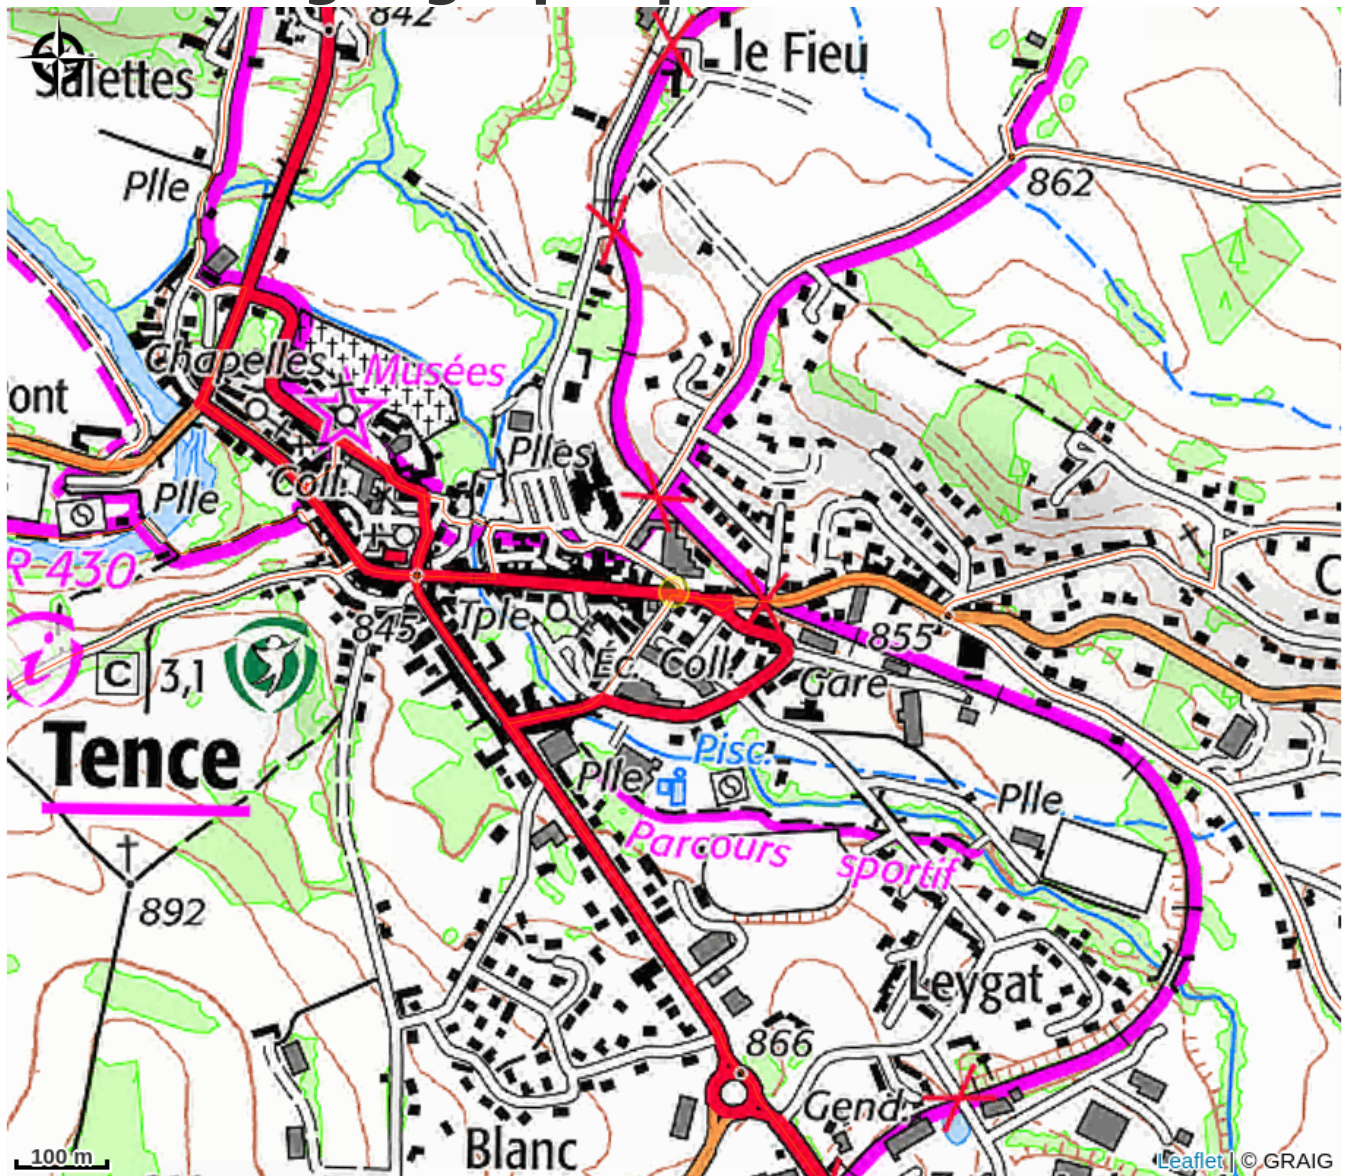 842
le Fieu
Salettes
Plle
862
Chapelles
Musées
ont
Plles
Coll.
Plle
R 430
845
Tple
855
C
Éc.
Coll.
Gare
i
C
3,1
Tence
Pisc.
Plle
Plle
Parcours sportif
892
Leygat
866
Gend.
Blanc
100 m
Leaflet | © GRAIG